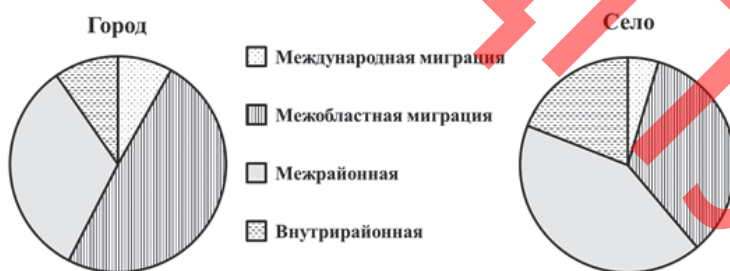 Город
Село
Международная миграция
Межобластная миграция
Межрайонная
Внутрирайонная